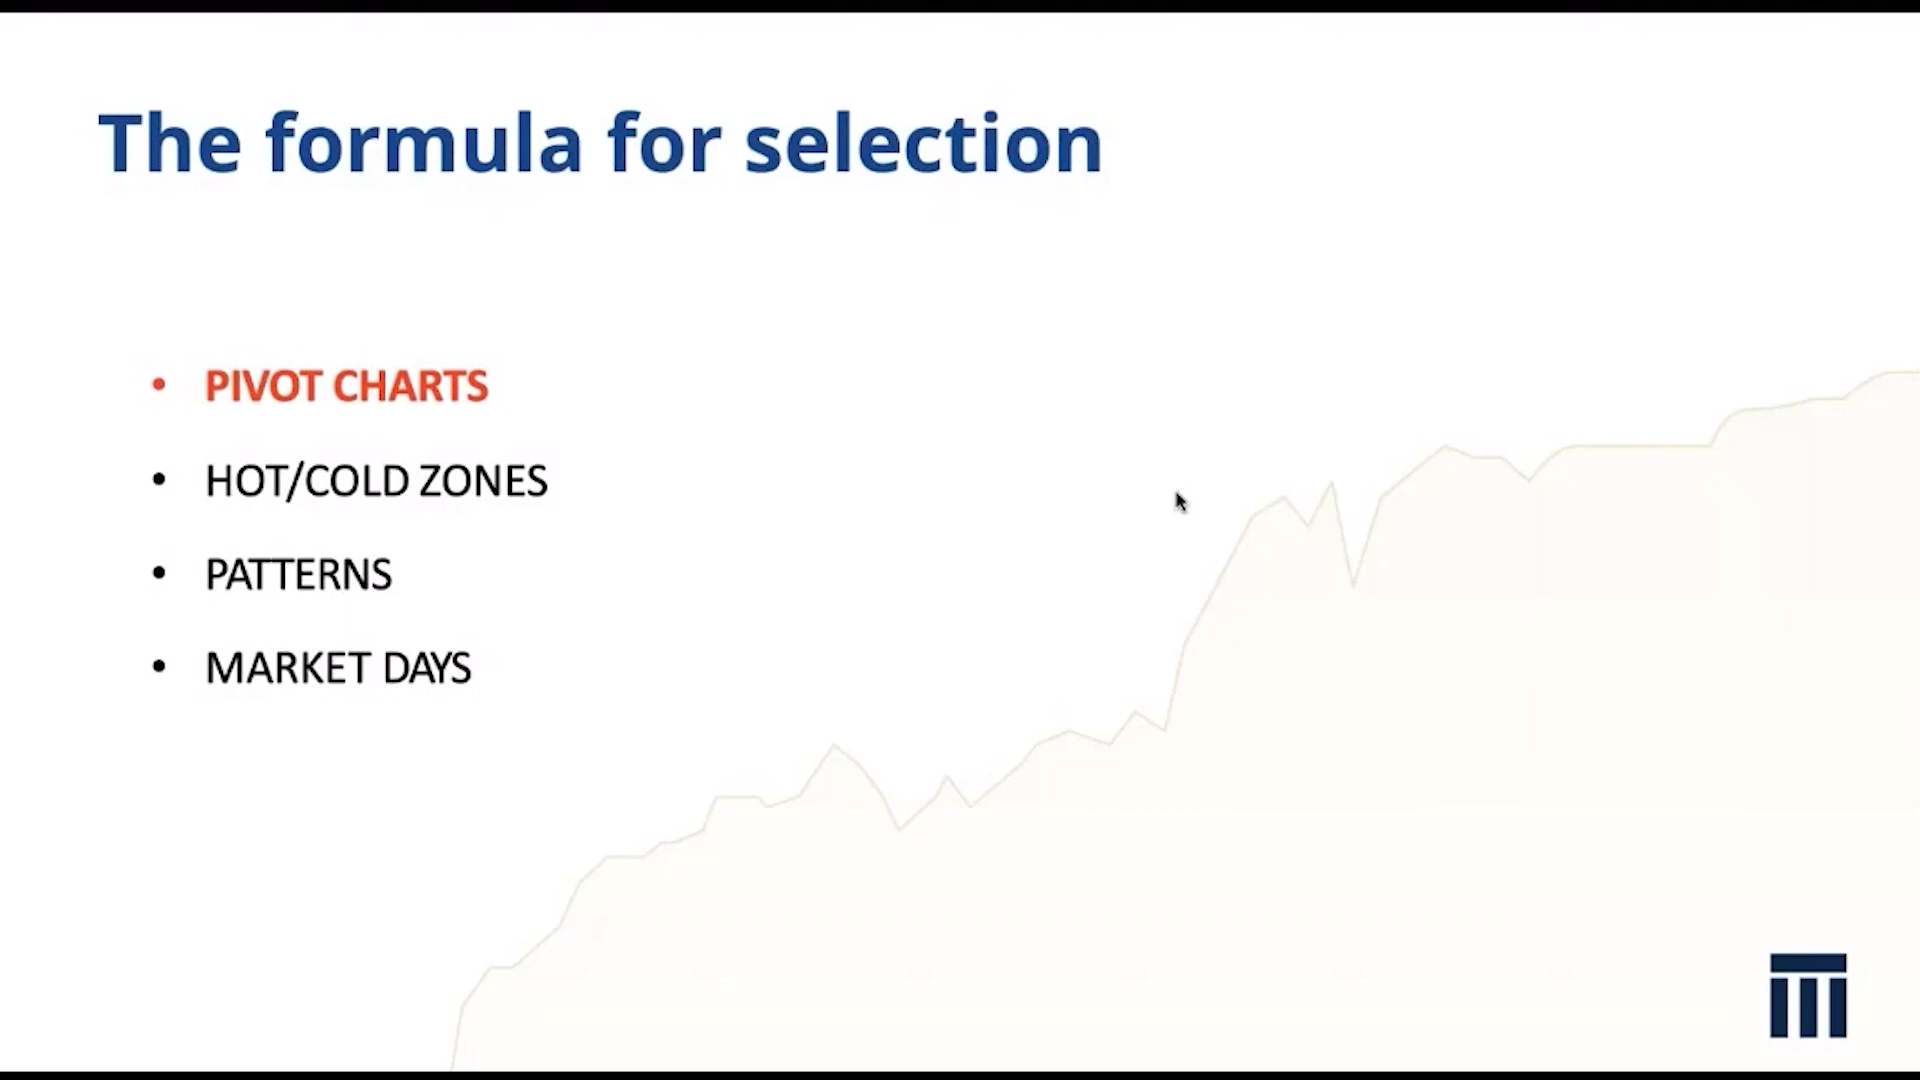 The formula for selection
• PIVOT CHARTS
• HOT/COLD ZONES
• PATTERNS
• MARKET DAYS